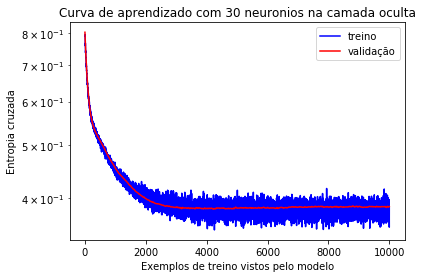 Curva de aprendizado com 30 neuronios na camada oculta
8 × 10⁻¹
7 × 10⁻¹
6 × 10⁻¹
5 × 10⁻¹
4 × 10⁻¹
Entropia cruzada
treino
validação
0 2000 4000 6000 8000 10000
Exemplos de treino vistos pelo modelo